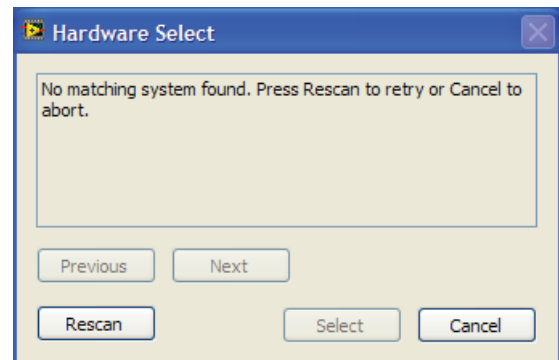 Hardware Select
No matching system found. Press Rescan to retry or Cancel to
abort.
Previous
Next
Rescan
Select
Cancel